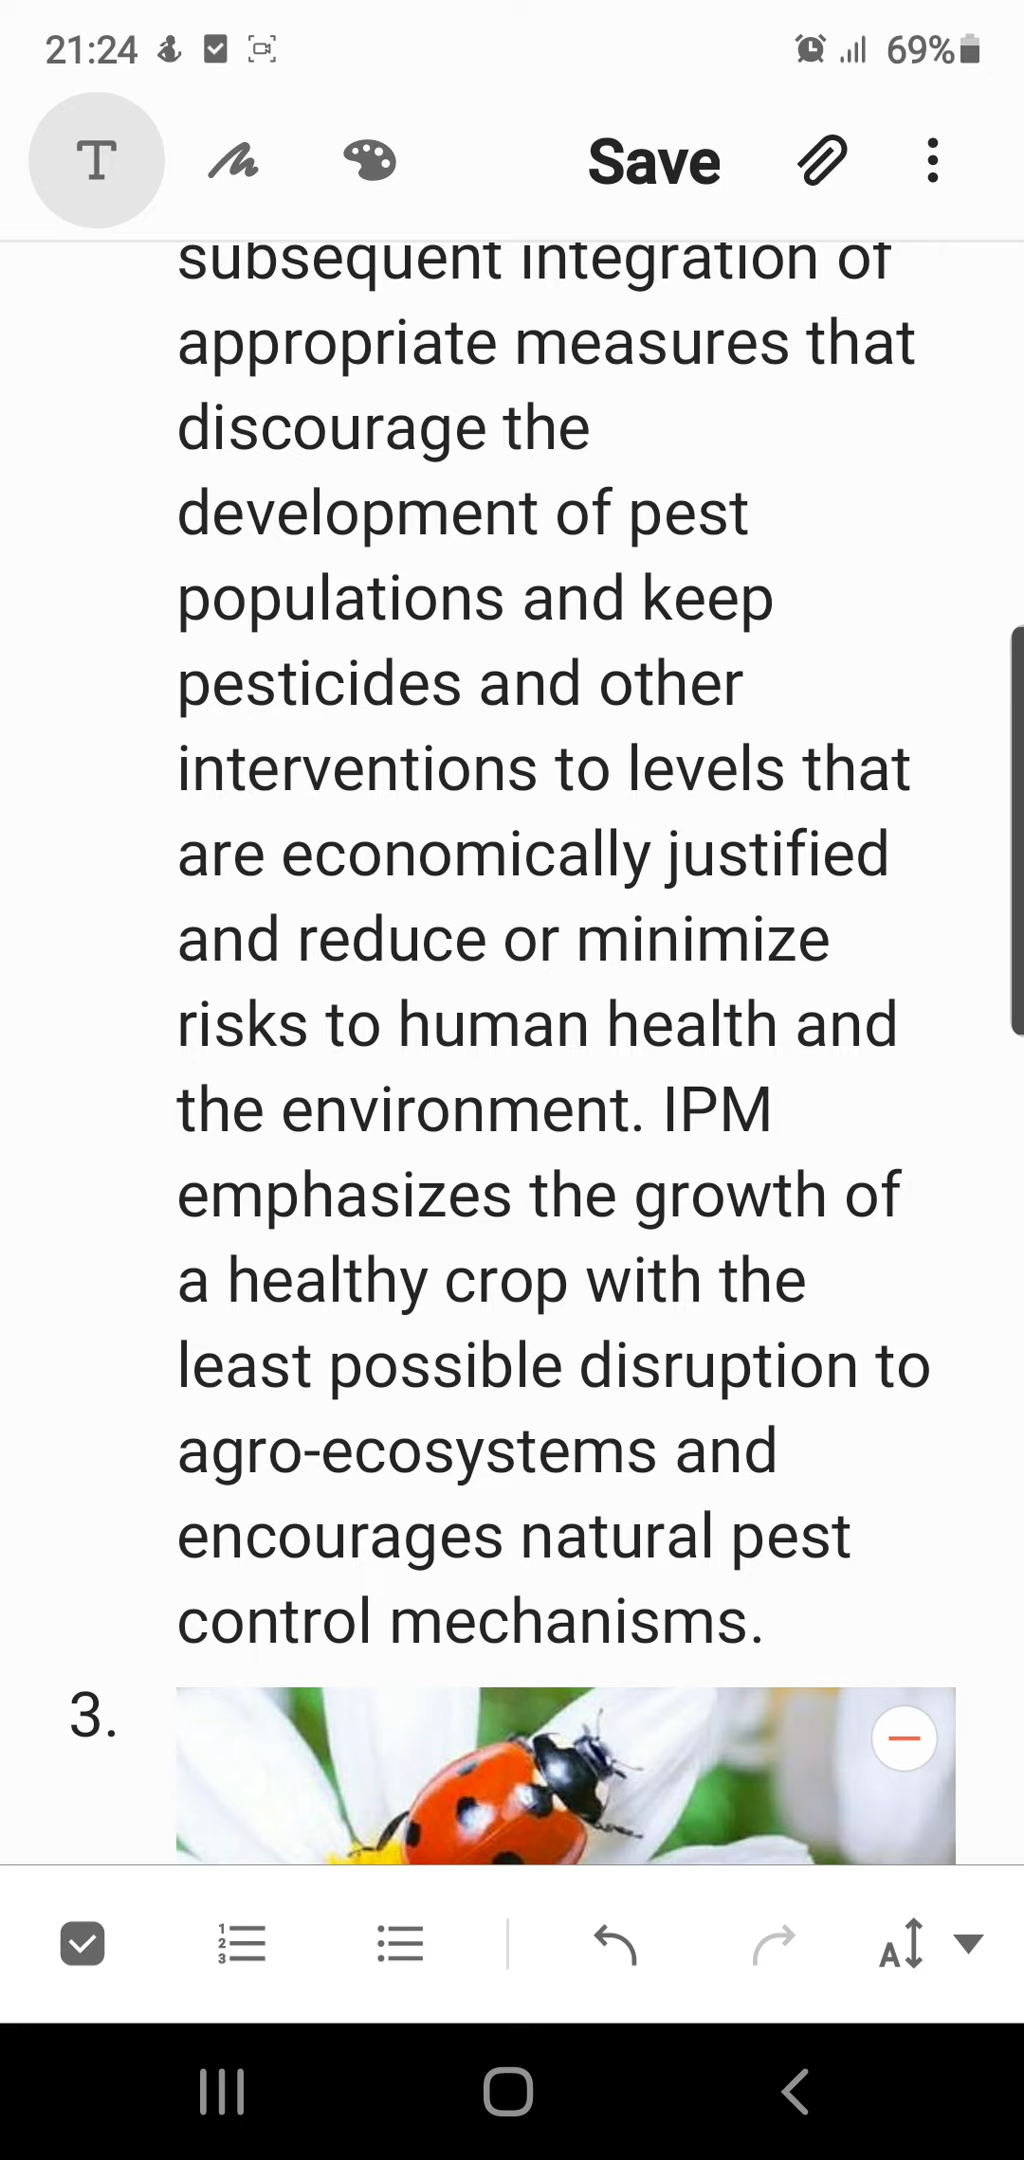 21:24 69%
Save
subsequent integration of
appropriate measures that
discourage the
development of pest
populations and keep
pesticides and other
interventions to levels that
are economically justified
and reduce or minimize
risks to human health and
the environment. IPM
emphasizes the growth of
a healthy crop with the
least possible disruption to
agro-ecosystems and
encourages natural pest
control mechanisms.
3.